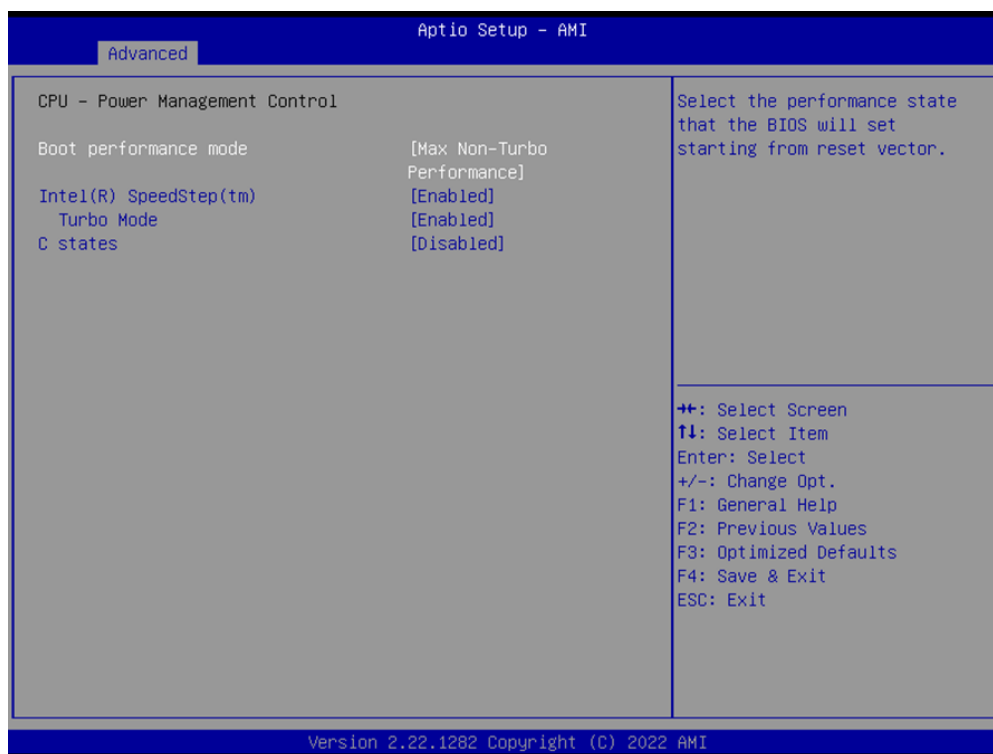 Aptio Setup – AMI
Advanced
CPU – Power Management Control
Boot performance mode [Max Non-Turbo
Performance]
Intel(R) SpeedStep(tm) [Enabled]
Turbo Mode [Enabled]
C states [Disabled]
Select the performance state
that the BIOS will set
starting from reset vector.
→←: Select Screen
↑↓: Select Item
Enter: Select
+/-: Change Opt.
F1: General Help
F2: Previous Values
F3: Optimized Defaults
F4: Save & Exit
ESC: Exit
Version 2.22.1282 Copyright (C) 2022 AMI